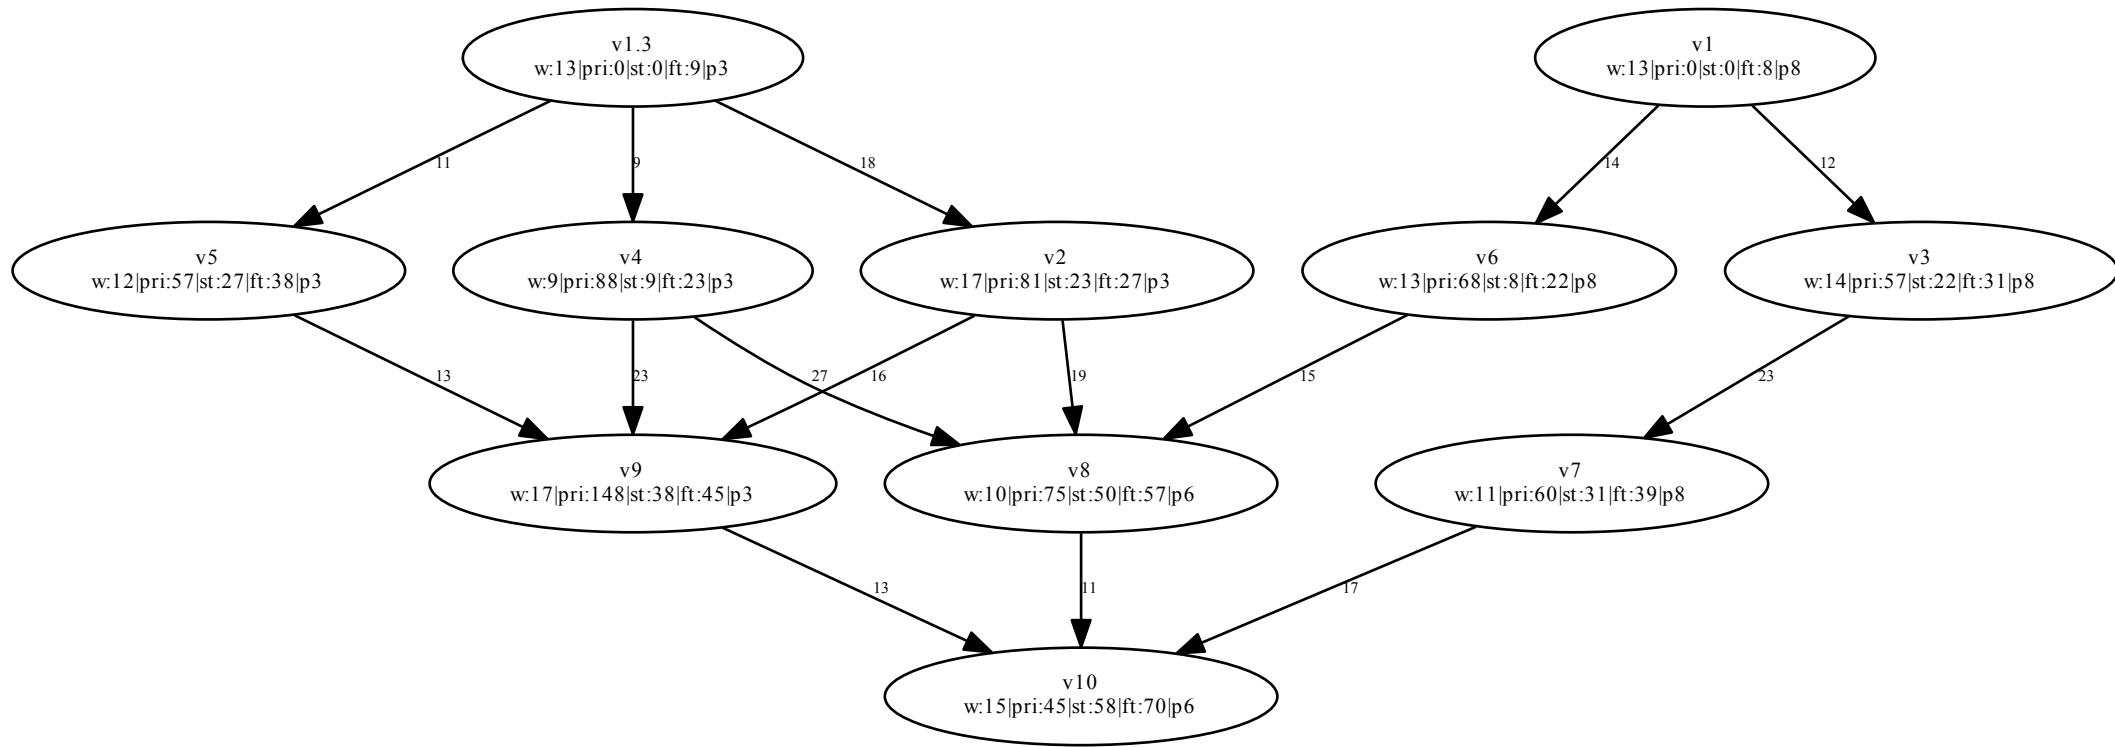 v1.3
w:13|pri:0|st:0|ft:9|p3
v1
w:13|pri:0|st:0|ft:8|p8
11
9
18
14
12
v5
w:12|pri:57|st:27|ft:38|p3
v4
w:9|pri:88|st:9|ft:23|p3
v2
w:17|pri:81|st:23|ft:27|p3
v6
w:13|pri:68|st:8|ft:22|p8
v3
w:14|pri:57|st:22|ft:31|p8
13
23
27
16
19
15
23
v9
w:17|pri:148|st:38|ft:45|p3
v8
w:10|pri:75|st:50|ft:57|p6
v7
w:11|pri:60|st:31|ft:39|p8
13
11
17
v10
w:15|pri:45|st:58|ft:70|p6